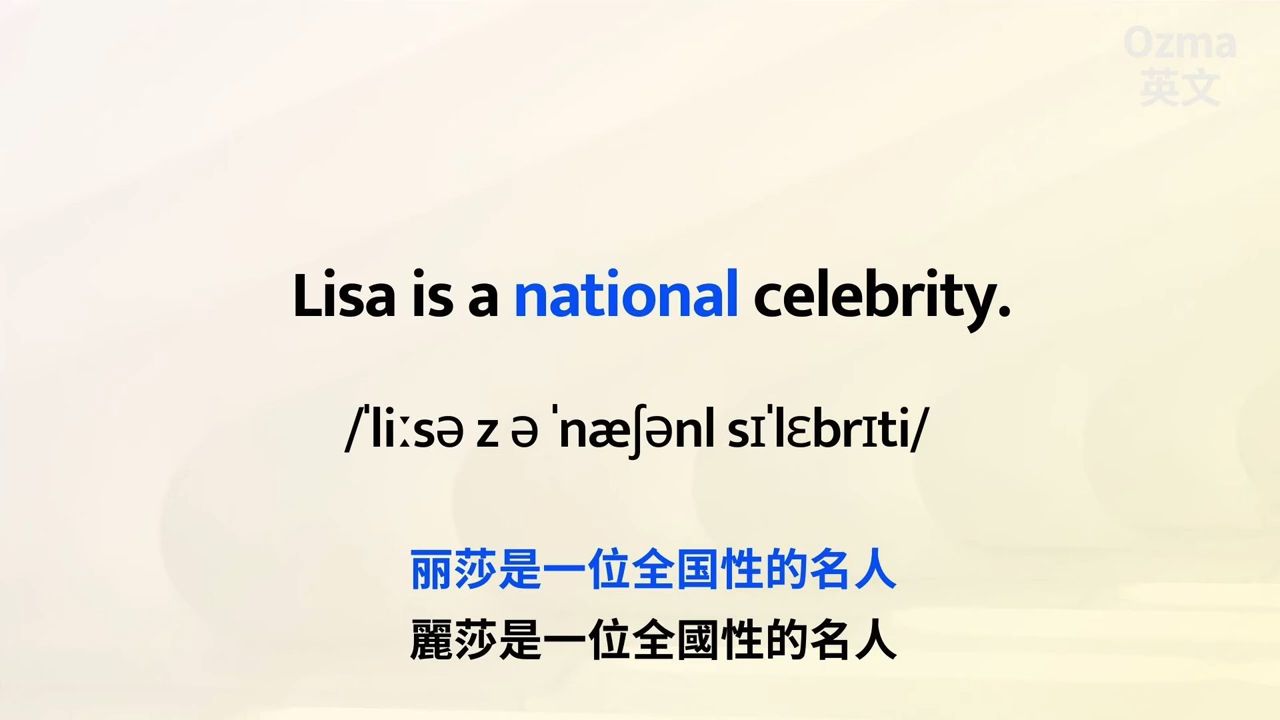 Ozma
英文
Lisa is a national celebrity.
/ˈliːsə z ə ˈnæʃənl sɪˈlɛbrɪti/
丽莎是一位全国性的名人
麗莎是一位全國性的名人